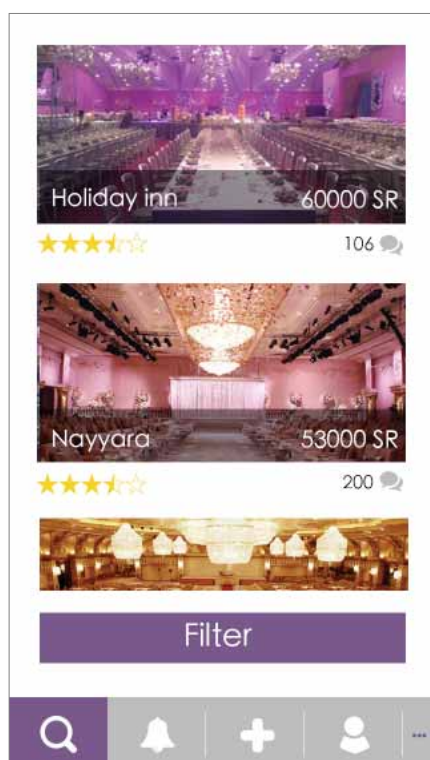 Holiday inn 60000 SR
106
Nayyara 53000 SR
200
Filter
...